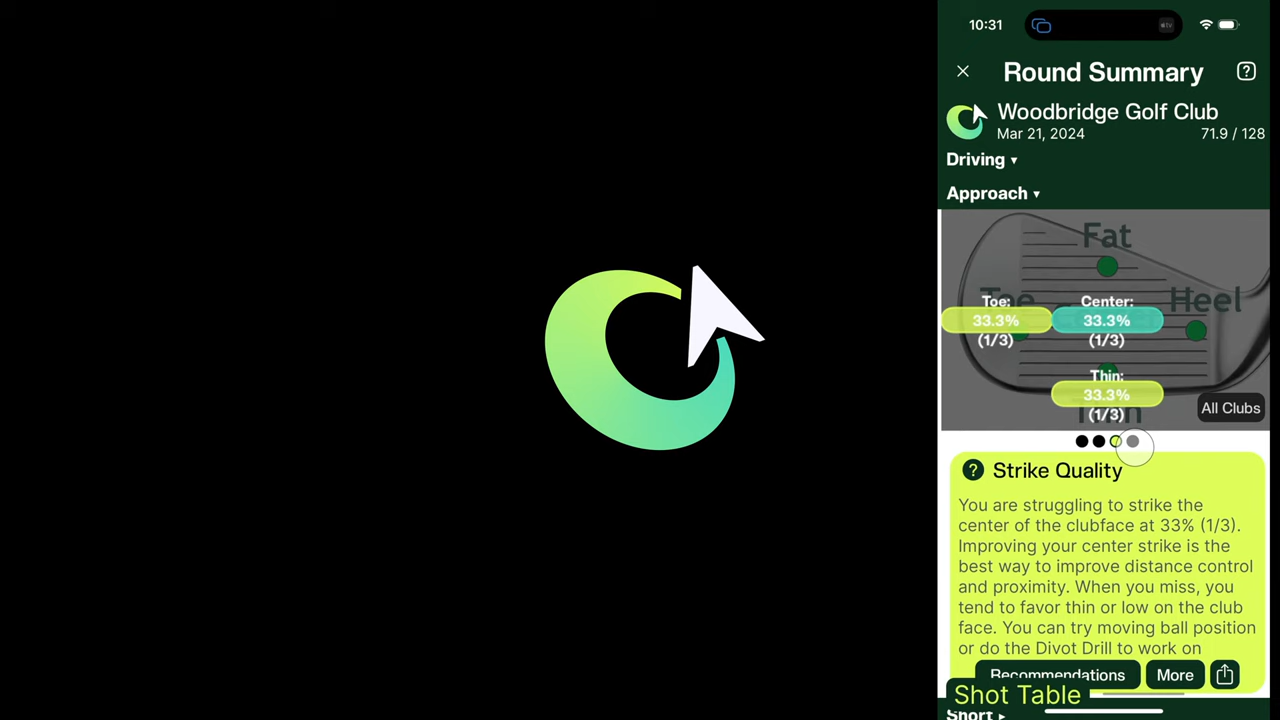 10:31
Round Summary
Woodbridge Golf Club
Mar 21, 2024 71.9 / 128
Driving ▾
Approach ▾
Fat
Toe Heel
Toe: Center:
33.3% 33.3%
(1/3) (1/3)
Thin:
33.3%
(1/3)
Thin
All Clubs
Strike Quality
You are struggling to strike the
center of the clubface at 33% (1/3).
Improving your center strike is the
best way to improve distance control
and proximity. When you miss, you
tend to favor thin or low on the club
face. You can try moving ball position
or do the Divot Drill to work on
Recommendations More
Shot Table
Short ▸